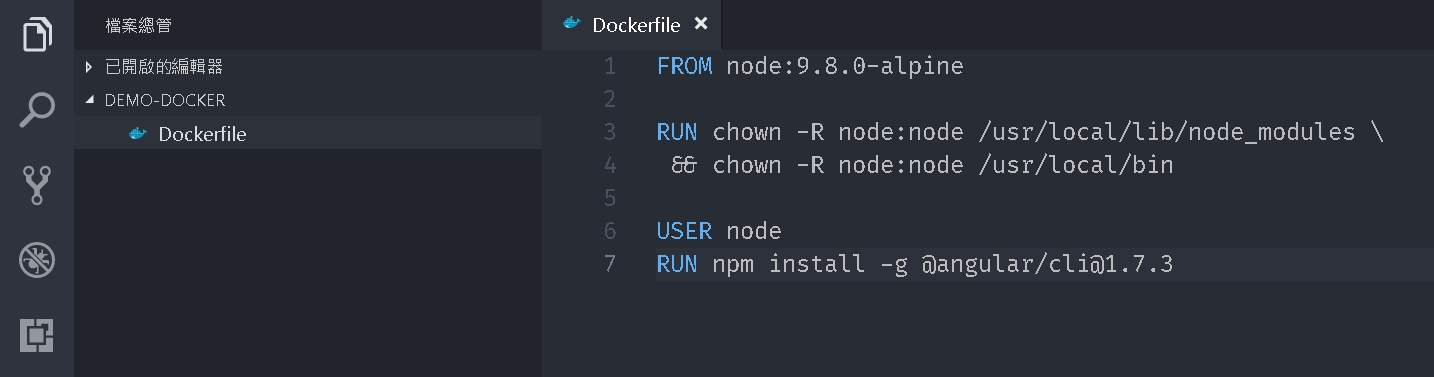 檔案總管
已開啟的編輯器
DEMO-DOCKER
Dockerfile
Dockerfile ×
1 FROM node:9.8.0-alpine
2
3 RUN chown -R node:node /usr/local/lib/node_modules \
4 && chown -R node:node /usr/local/bin
5
6 USER node
7 RUN npm install -g @angular/cli@1.7.3